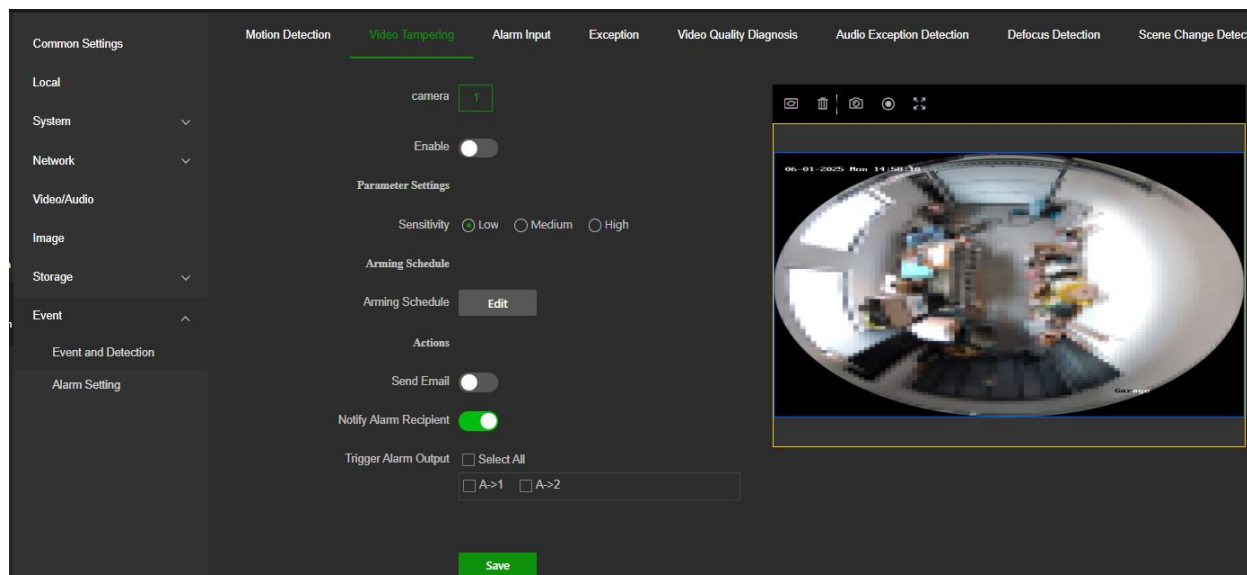 Common Settings
Local
System
Network
Video/Audio
Image
Storage
Event
Event and Detection
Alarm Setting
Motion Detection Video Tampering Alarm Input Exception Video Quality Diagnosis Audio Exception Detection Defocus Detection Scene Change Detec
camera 1
Enable
Parameter Settings
Sensitivity Low Medium High
Arming Schedule
Arming Schedule Edit
Actions
Send Email
Notify Alarm Recipient
Trigger Alarm Output Select All
A->1 A->2
Save
06-01-2025 Mon 14:58:10
Garage